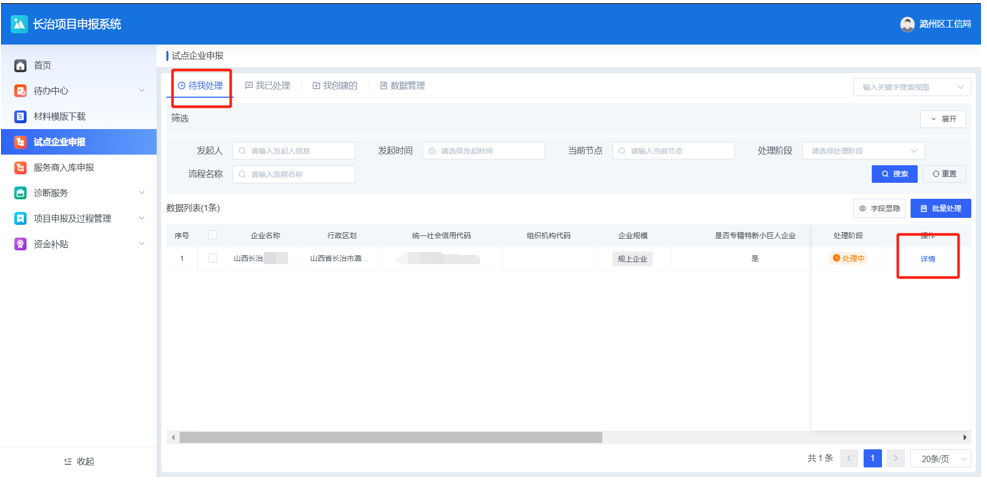 长治项目申报系统
潞州区工信局
首页
待办中心
材料模版下载
试点企业申报
服务商入库申报
诊断服务
项目申报及过程管理
资金补贴
收起
试点企业申报
待我处理 我已处理 我创建的 数据管理
输入关键字搜索视图
筛选
展开
发起人 请输入发起人信息 发起时间 请选择发起时间 当前节点 请输入当前节点 处理阶段 请选择处理阶段
流程名称 请输入流程名称 搜索 重置
数据列表(1条) 字段显隐 批量处理
序号 企业名称 行政区划 统一社会信用代码 组织机构代码 企业规模 是否专精特新小巨人企业 处理阶段 操作
1 山西长治 山西省长治市潞... 规上企业 是 处理中 详情
共 1 条 1 20条/页